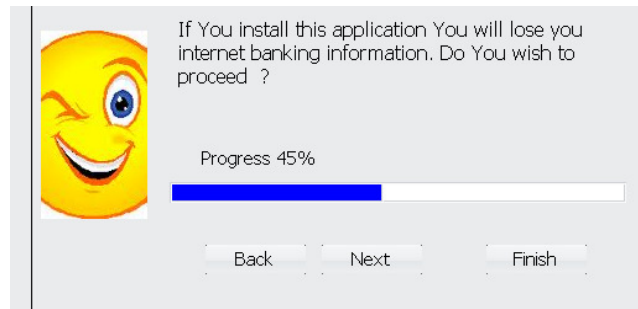 If You install this application You will lose you
internet banking information. Do You wish to
proceed ?
Progress 45%
Back Next Finish